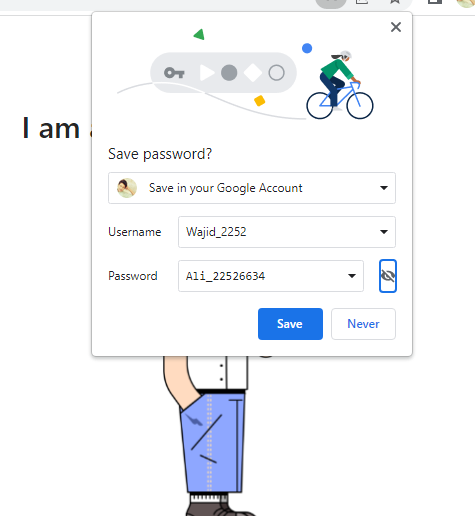 I am a
Save password?
Save in your Google Account
Username Wajid_2252
Password Ali_22526634
Save Never